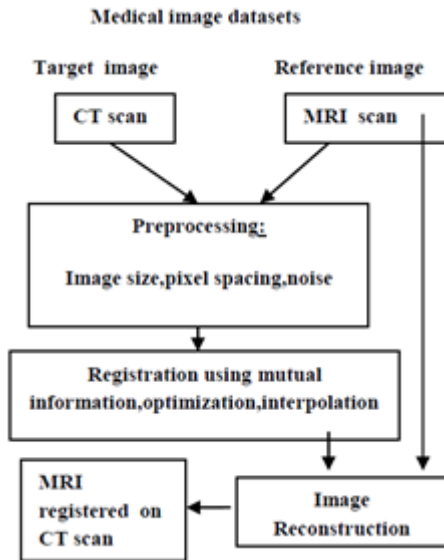 Medical image datasets
Target image
Reference image
CT scan
MRI scan
Preprocessing:
Image size,pixel spacing,noise
Registration using mutual
information,optimization,interpolation
MRI
registered on
CT scan
Image
Reconstruction